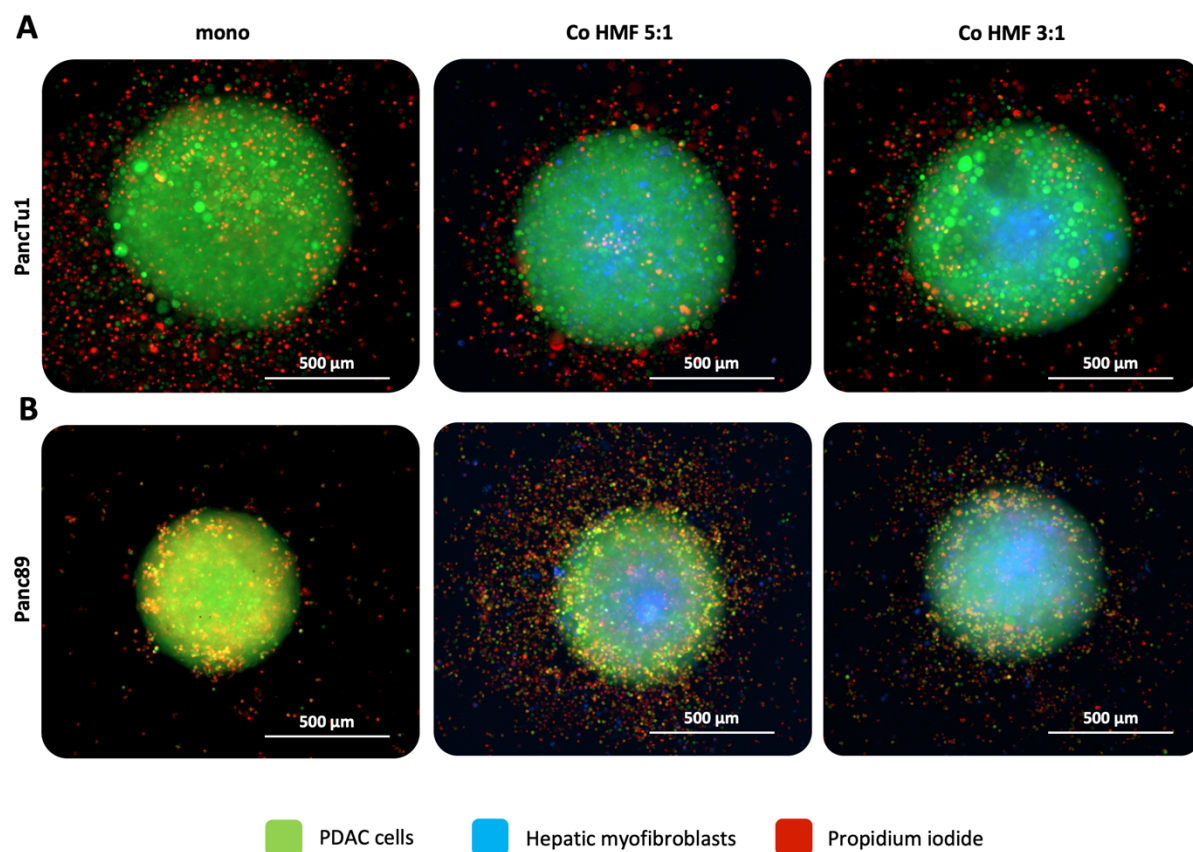 A
mono
Co HMF 5:1
Co HMF 3:1
PancTu1
500 µm
500 µm
500 µm
B
Panc89
500 µm
500 µm
500 µm
PDAC cells
Hepatic myofibroblasts
Propidium iodide